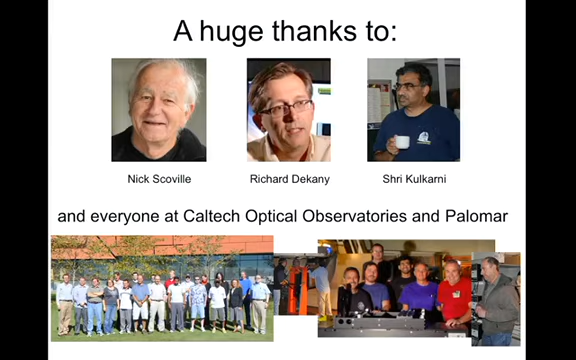 A huge thanks to:
Nick Scoville
Richard Dekany
Shri Kulkarni
and everyone at Caltech Optical Observatories and Palomar